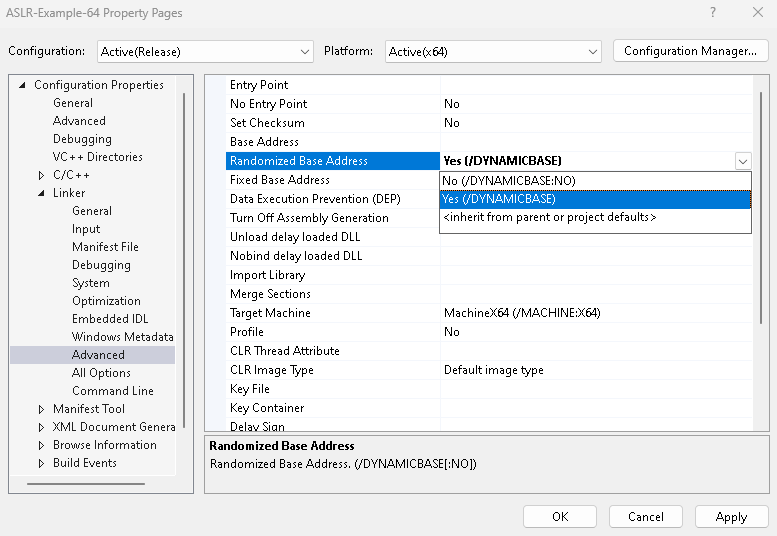 ASLR-Example-64 Property Pages
Configuration: Active(Release) Platform: Active(x64) Configuration Manager...
Configuration Properties
General
Advanced
Debugging
VC++ Directories
C/C++
Linker
General
Input
Manifest File
Debugging
System
Optimization
Embedded IDL
Windows Metadata
Advanced
All Options
Command Line
Manifest Tool
XML Document Genera
Browse Information
Build Events
Entry Point
No Entry Point No
Set Checksum No
Base Address
Randomized Base Address Yes (/DYNAMICBASE)
Fixed Base Address No (/DYNAMICBASE:NO)
Data Execution Prevention (DEP) Yes (/DYNAMICBASE)
Turn Off Assembly Generation <inherit from parent or project defaults>
Unload delay loaded DLL
Nobind delay loaded DLL
Import Library
Merge Sections
Target Machine MachineX64 (/MACHINE:X64)
Profile No
CLR Thread Attribute
CLR Image Type Default image type
Key File
Key Container
Delay Sign
Randomized Base Address
Randomized Base Address. (/DYNAMICBASE[:NO])
OK Cancel Apply